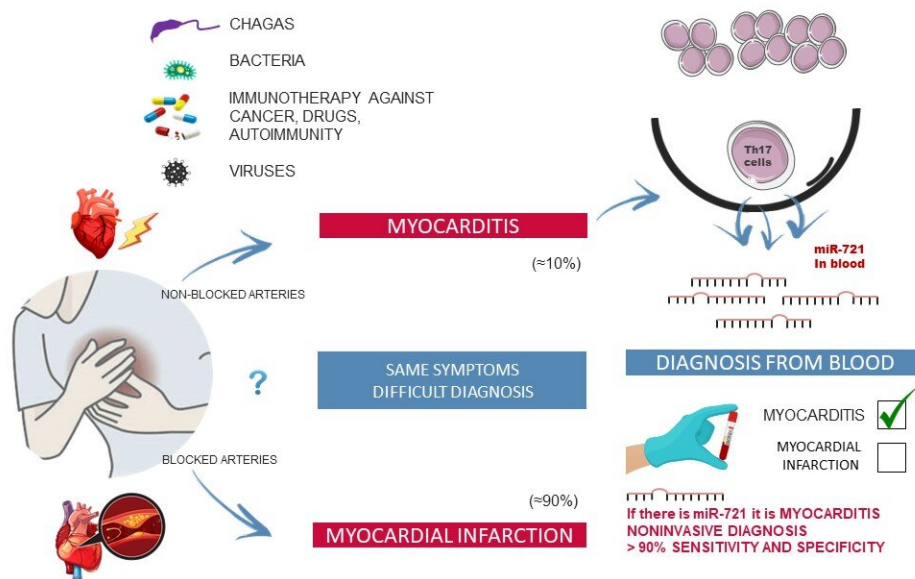 CHAGAS
BACTERIA
IMMUNOTHERAPY AGAINST
CANCER, DRUGS,
AUTOIMMUNITY
VIRUSES
MYOCARDITIS
(≈10%)
NON-BLOCKED ARTERIES
Th17
cells
miR-721
In blood
?
SAME SYMPTOMS
DIFFICULT DIAGNOSIS
BLOCKED ARTERIES
(≈90%)
MYOCARDIAL INFARCTION
DIAGNOSIS FROM BLOOD
MYOCARDITIS
MYOCARDIAL
INFARCTION
If there is miR-721 it is MYOCARDITIS
NONINVASIVE DIAGNOSIS
> 90% SENSITIVITY AND SPECIFICITY